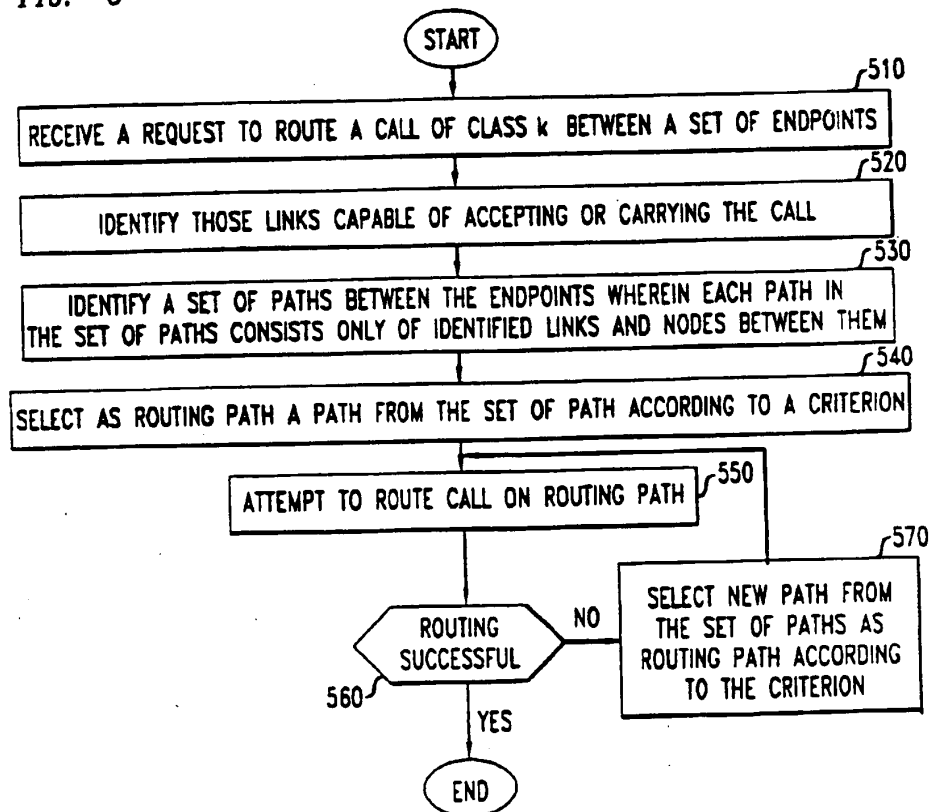 FIG.
START
510
RECEIVE A REQUEST TO ROUTE A CALL OF CLASS k BETWEEN A SET OF ENDPOINTS
520
IDENTIFY THOSE LINKS CAPABLE OF ACCEPTING OR CARRYING THE CALL
530
IDENTIFY A SET OF PATHS BETWEEN THE ENDPOINTS WHEREIN EACH PATH IN
THE SET OF PATHS CONSISTS ONLY OF IDENTIFIED LINKS AND NODES BETWEEN THEM
540
SELECT AS ROUTING PATH A PATH FROM THE SET OF PATH ACCORDING TO A CRITERION
550
ATTEMPT TO ROUTE CALL ON ROUTING PATH
570
SELECT NEW PATH FROM
THE SET OF PATHS AS
ROUTING PATH ACCORDING
TO THE CRITERION
NO
ROUTING
SUCCESSFUL
560
YES
END